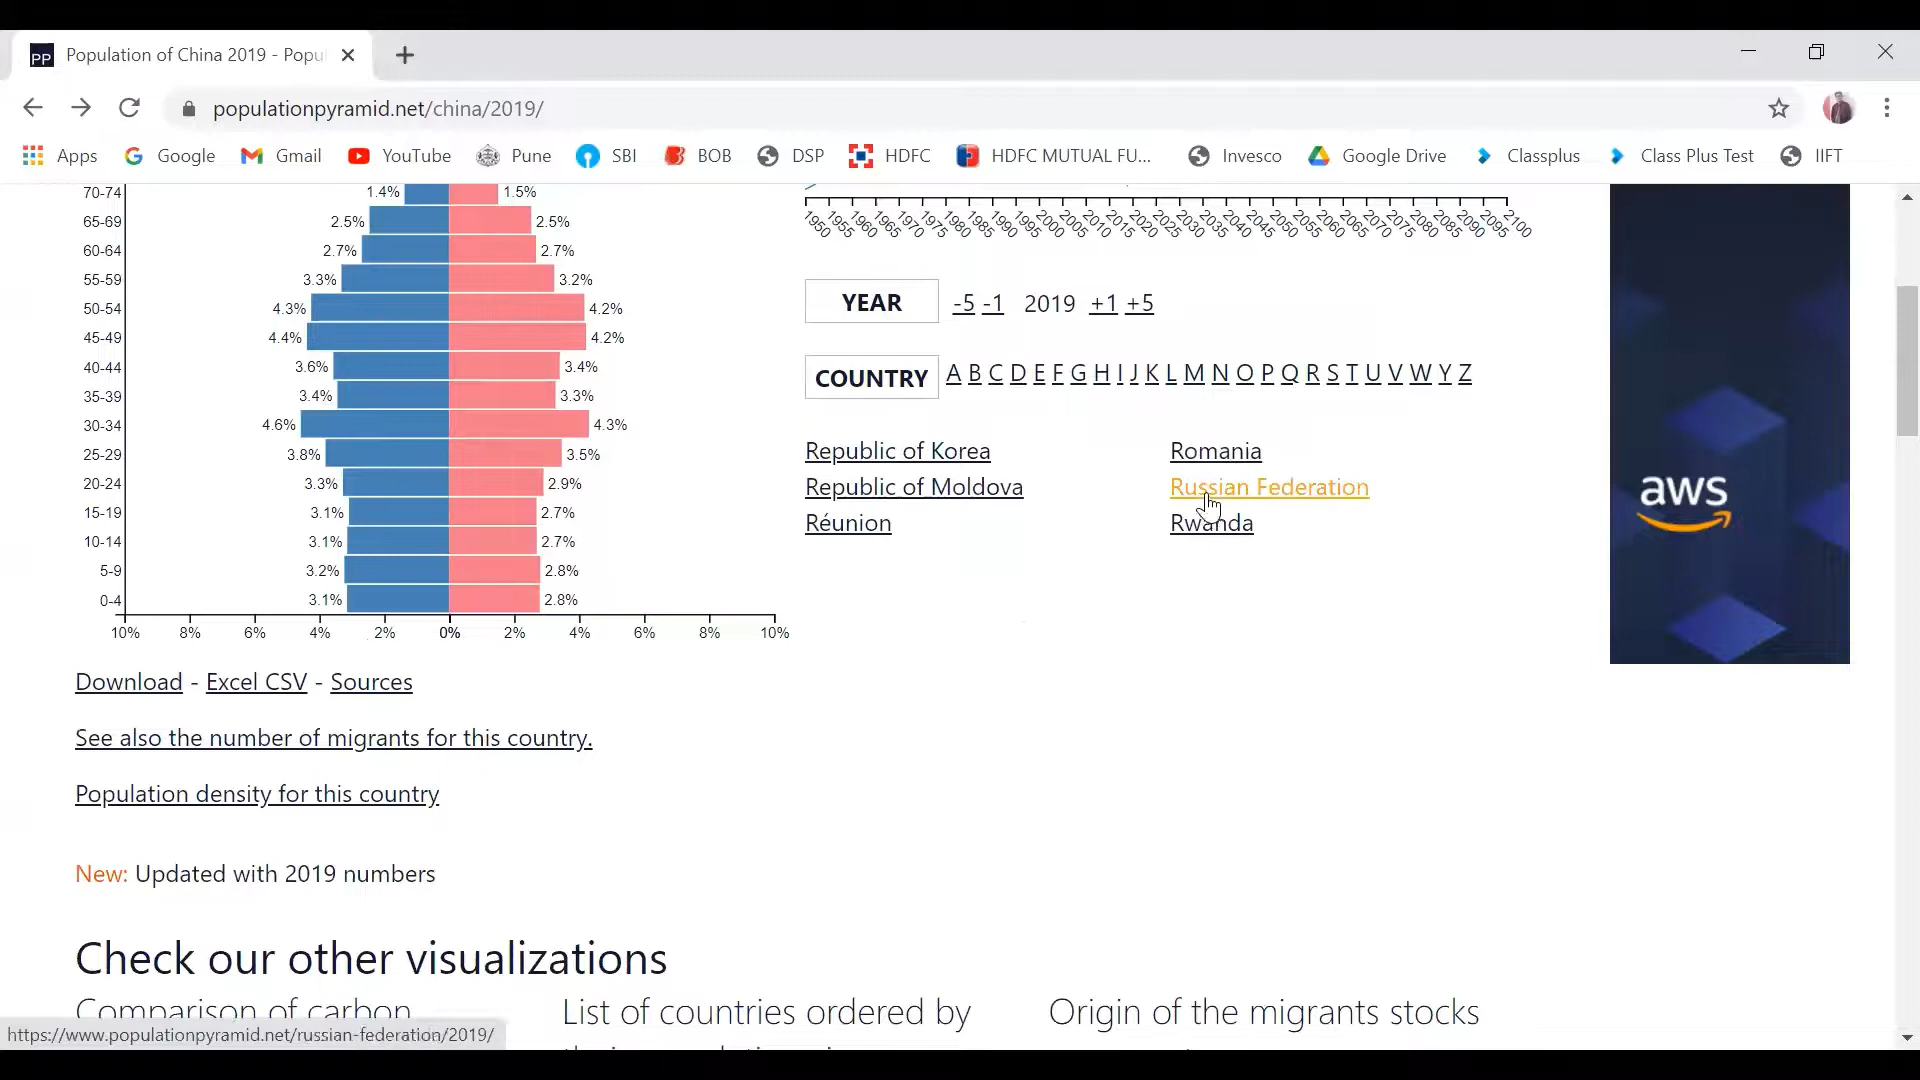 PP Population of China 2019 - Popu
populationpyramid.net/china/2019/
Apps Google Gmail YouTube Pune SBI BOB DSP HDFC HDFC MUTUAL FU... Invesco Google Drive Classplus Class Plus Test IIFT
70-74 1.4% 1.5%
65-69 2.5% 2.5%
60-64 2.7% 2.7%
55-59 3.3% 3.2%
50-54 4.3% 4.2%
45-49 4.4% 4.2%
40-44 3.6% 3.4%
35-39 3.4% 3.3%
30-34 4.6% 4.3%
25-29 3.8% 3.5%
20-24 3.3% 2.9%
15-19 3.1% 2.7%
10-14 3.1% 2.7%
5-9 3.2% 2.8%
0-4 3.1% 2.8%
10% 8% 6% 4% 2% 0% 2% 4% 6% 8% 10%
1950 1955 1960 1965 1970 1975 1980 1985 1990 1995 2000 2005 2010 2015 2020 2025 2030 2035 2040 2045 2050 2055 2060 2065 2070 2075 2080 2085 2090 2095 2100
YEAR -5 -1 2019 +1 +5
COUNTRY A B C D E F G H I J K L M N O P Q R S T U V W Y Z
Republic of Korea Romania
Republic of Moldova Russian Federation
Réunion Rwanda
aws
Download - Excel CSV - Sources
See also the number of migrants for this country.
Population density for this country
New: Updated with 2019 numbers
Check our other visualizations
Comparison of carbon List of countries ordered by Origin of the migrants stocks
https://www.populationpyramid.net/russian-federation/2019/